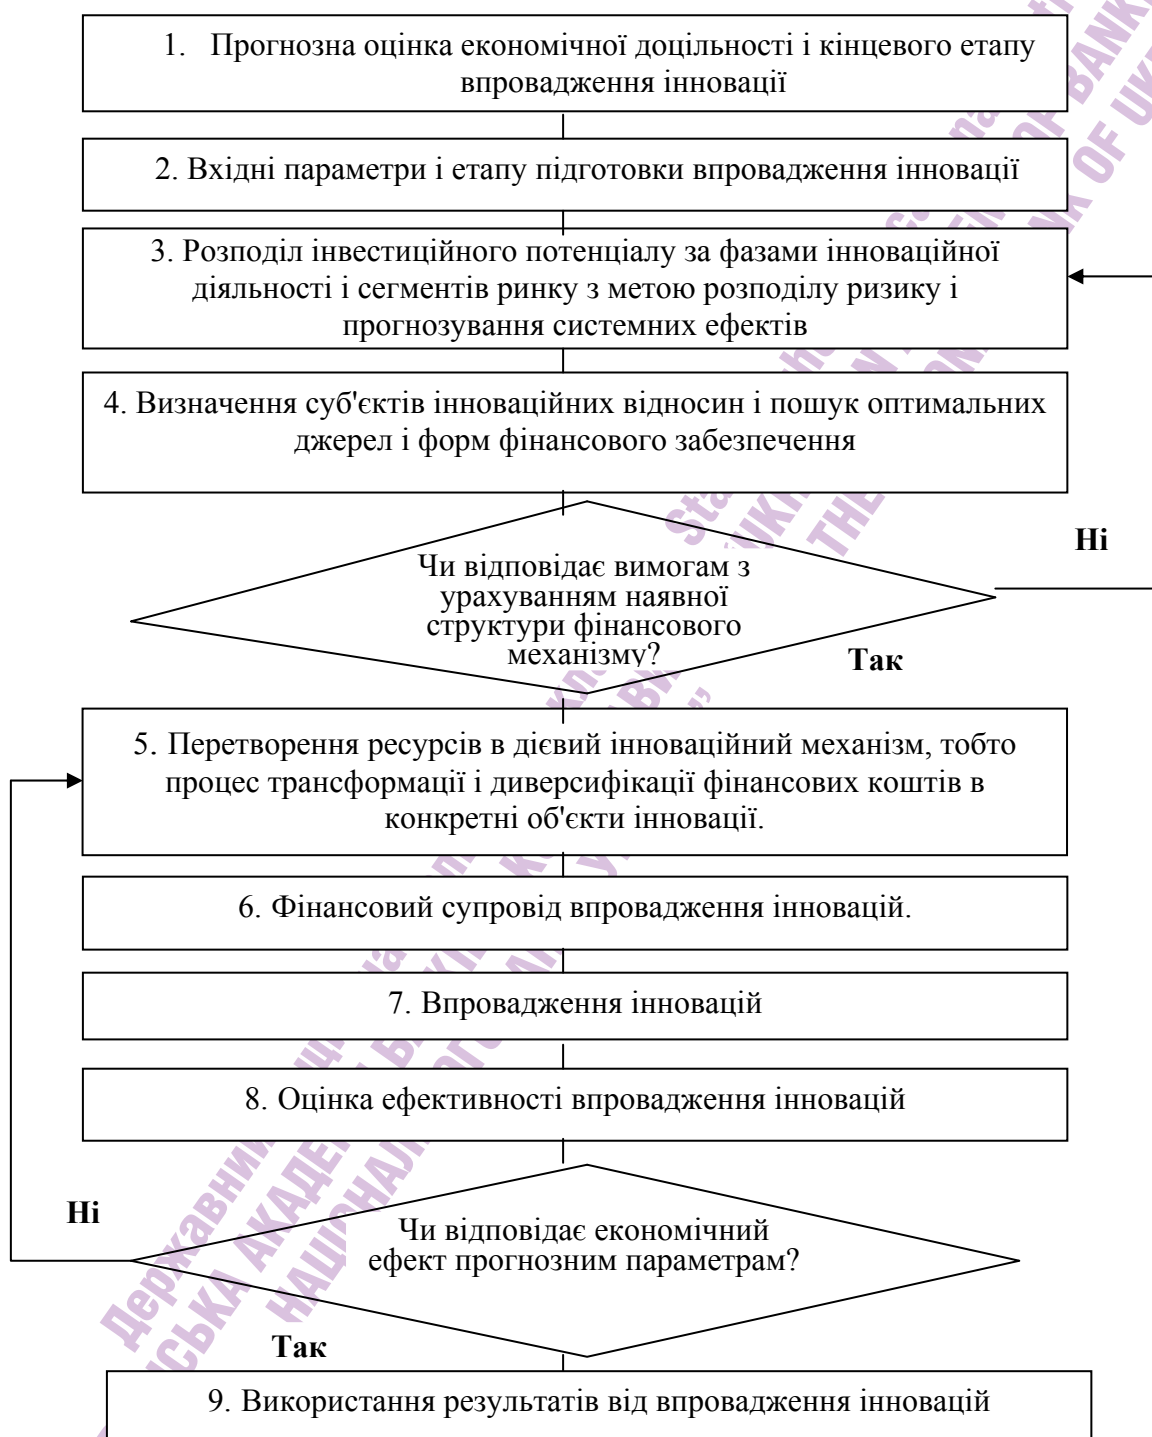 1. Прогнозна оцінка економічної доцільності і кінцевого етапу
впровадження інновації
2. Вхідні параметри і етапу підготовки впровадження інновації
3. Розподіл інвестиційного потенціалу за фазами інноваційної
діяльності і сегментів ринку з метою розподілу ризику і
прогнозування системних ефектів
4. Визначення суб'єктів інноваційних відносин і пошук оптимальних
джерел і форм фінансового забезпечення
Ні
Чи відповідає вимогам з
урахуванням наявної
структури фінансового
механізму?
Так
5. Перетворення ресурсів в дієвий інноваційний механізм, тобто
процес трансформації і диверсифікації фінансових коштів в
конкретні об'єкти інновації.
6. Фінансовий супровід впровадження інновацій.
7. Впровадження інновацій
8. Оцінка ефективності впровадження інновацій
Ні
Чи відповідає економічний
ефект прогнозним параметрам?
Так
9. Використання результатів від впровадження інновацій